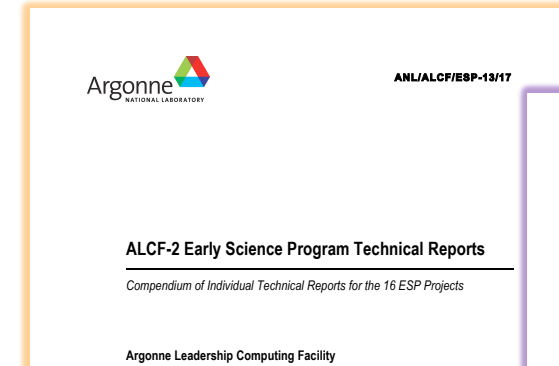 Argonne
NATIONAL LABORATORY
ANL/ALCF/ESP-13/17
ALCF-2 Early Science Program Technical Reports
Compendium of Individual Technical Reports for the 16 ESP Projects
Argonne Leadership Computing Facility